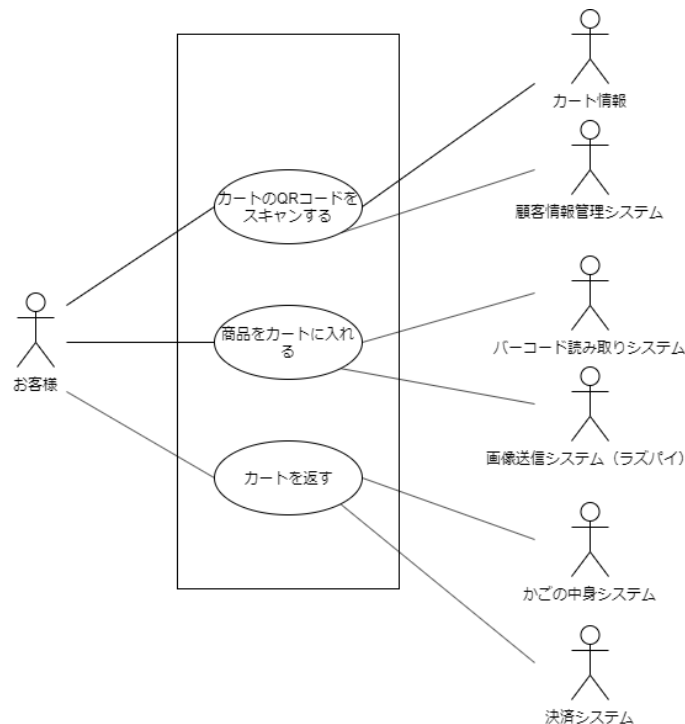 カート情報
カートのQRコードを
スキャンする
顧客情報管理システム
商品をカートに入れ
る
バーコード読み取りシステム
お客様
画像送信システム（ラズパイ）
カートを返す
かごの中身システム
決済システム